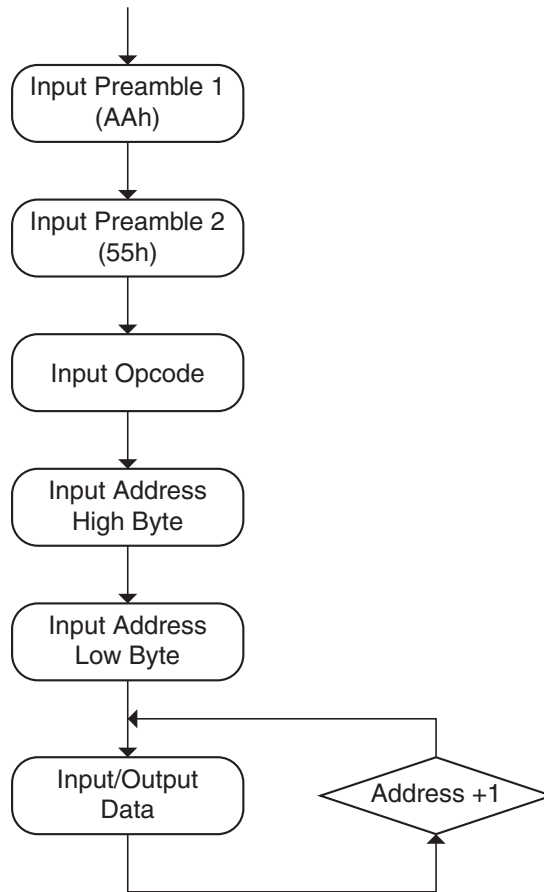 Input Preamble 1
(AAh)
Input Preamble 2
(55h)
Input Opcode
Input Address
High Byte
Input Address
Low Byte
Input/Output
Data
Address +1